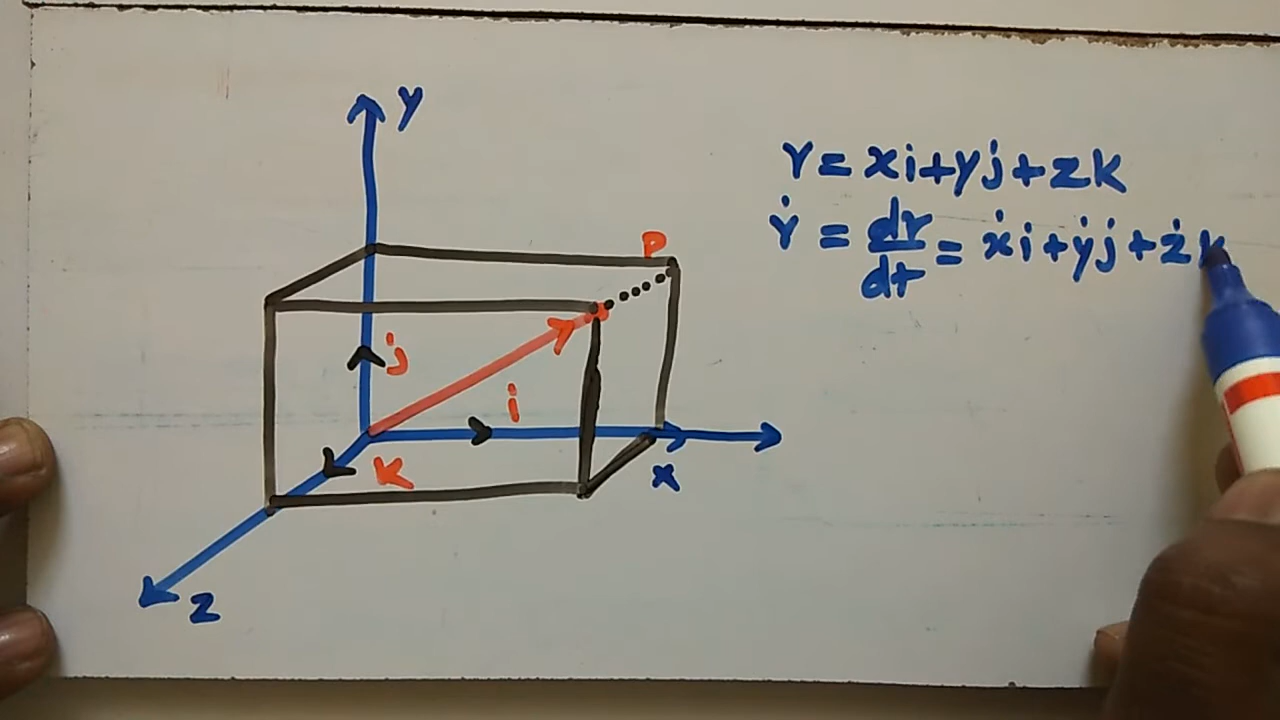 Y
r = xi+yj+zk
ṙ = dr/dt = ẋi+ẏj+żk
P
j
i
K
x
z